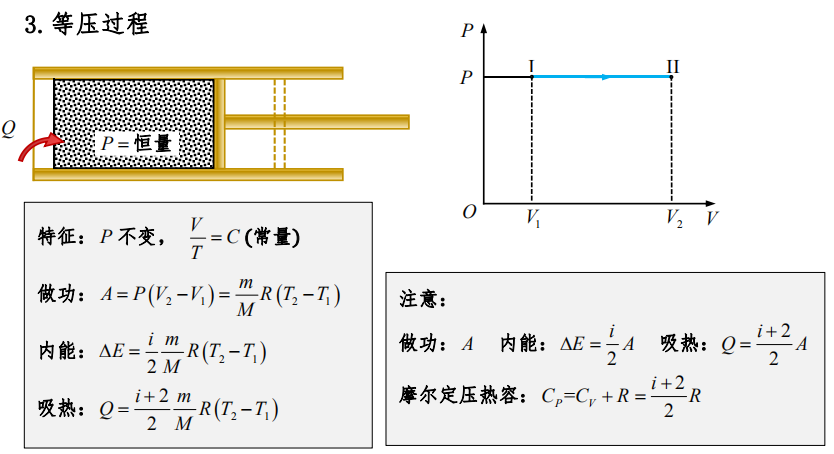 3. 等压过程
Q
P = 恒量
P
P
I
II
O
V₁
V₂
V
特征：P 不变， V/T = C (常量)
做功：A = P(V₂ − V₁) = m/M R(T₂ − T₁)
内能：ΔE = i/2 m/M R(T₂ − T₁)
吸热：Q = (i+2)/2 m/M R(T₂ − T₁)
注意：
做功：A 内能：ΔE = i/2 A 吸热：Q = (i+2)/2 A
摩尔定压热容：C_P = C_V + R = (i+2)/2 R